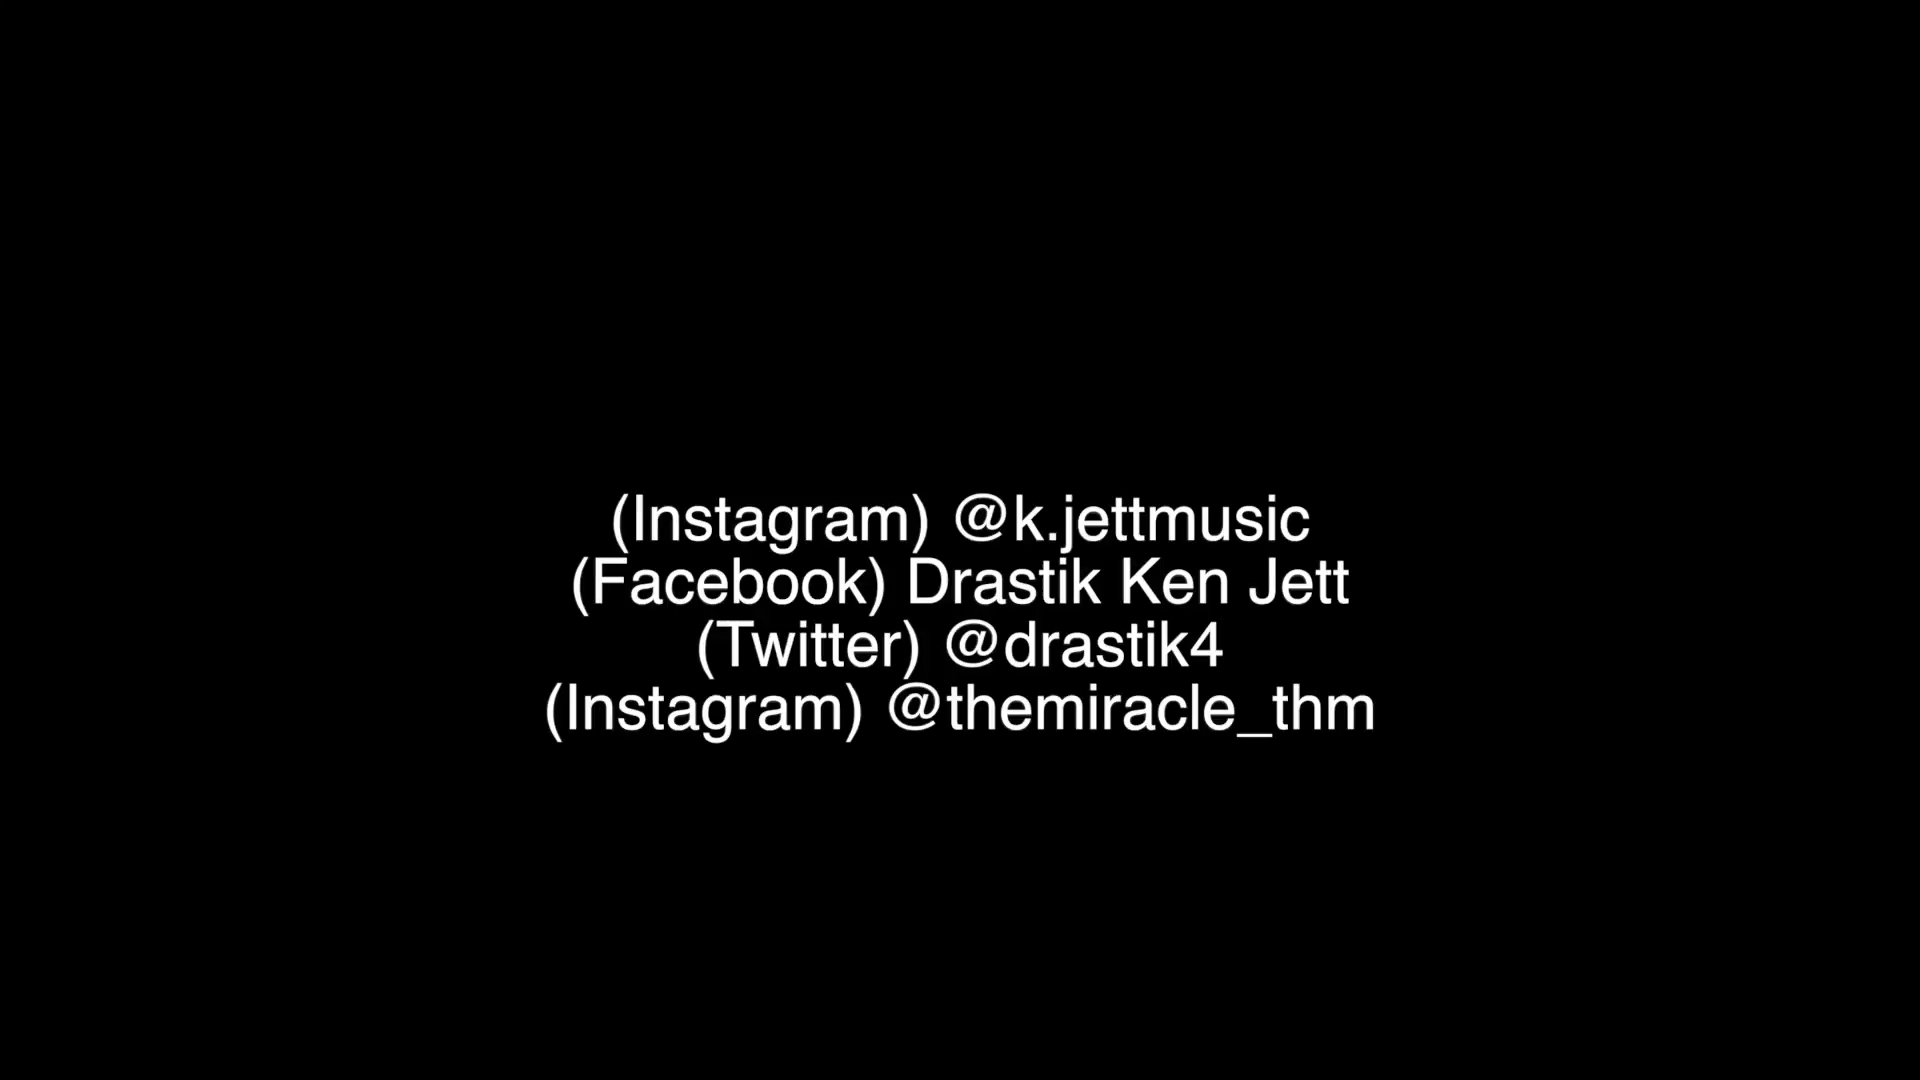 (Instagram) @k.jettmusic
(Facebook) Drastik Ken Jett
(Twitter) @drastik4
(Instagram) @themiracle_thm